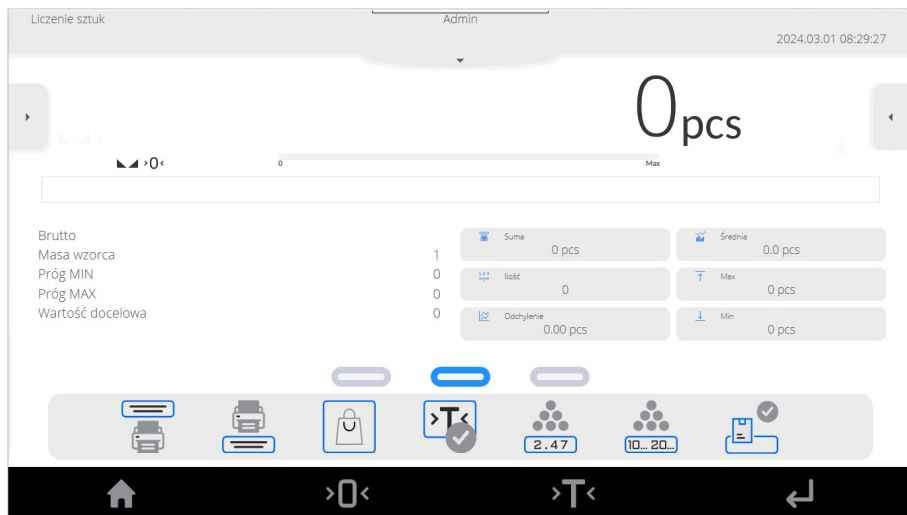 Liczenie sztuk
Admin
2024.03.01 08:29:27
0 pcs
>0<
0
Max
Brutto
Masa wzorca 1
Próg MIN 0
Próg MAX 0
Wartość docelowa 0
Suma
0 pcs
Średnia
0.0 pcs
Ilość
0
Max
0 pcs
Odchylenie
0.00 pcs
Min
0 pcs
>T<
2.47
10... 20...
>0<
>T<